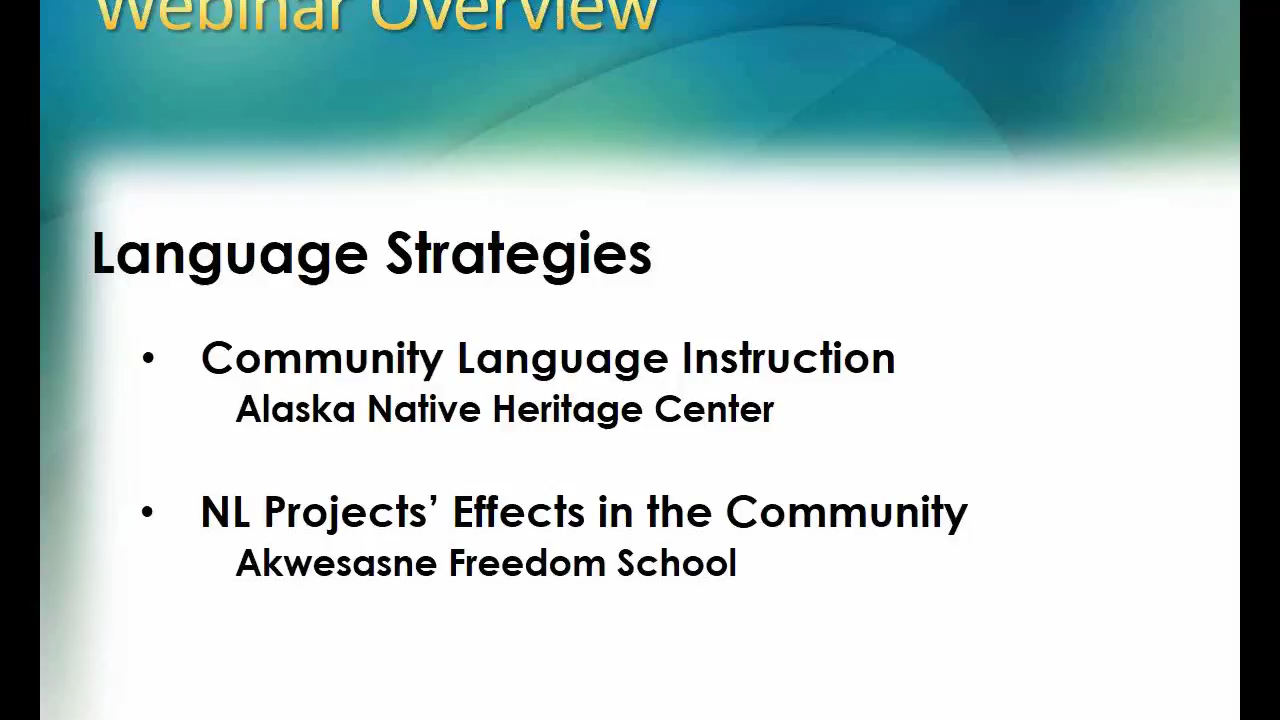 Webinar Overview
Language Strategies
• Community Language Instruction
Alaska Native Heritage Center
• NL Projects’ Effects in the Community
Akwesasne Freedom School